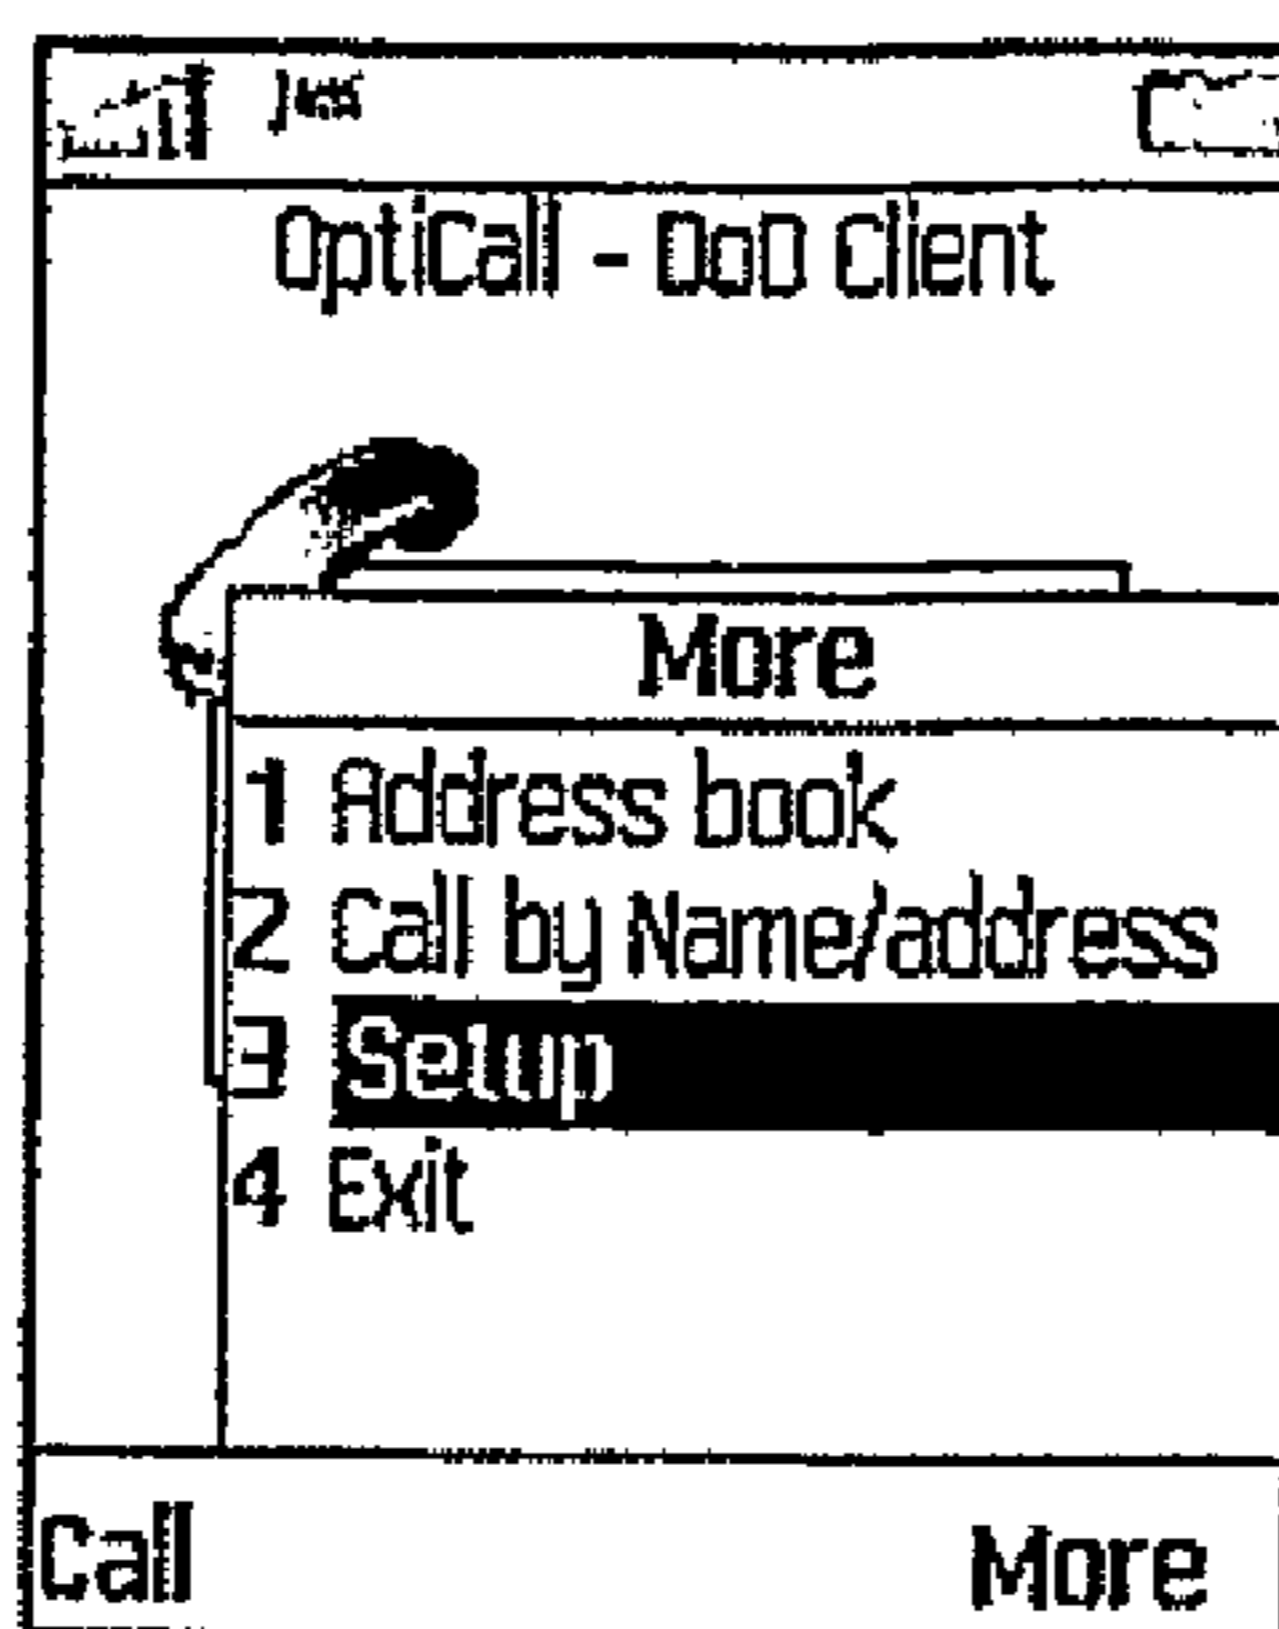 OptiCall - DoD Client
More
1 Address book
2 Call by Name/address
3 Setup
4 Exit
Call More